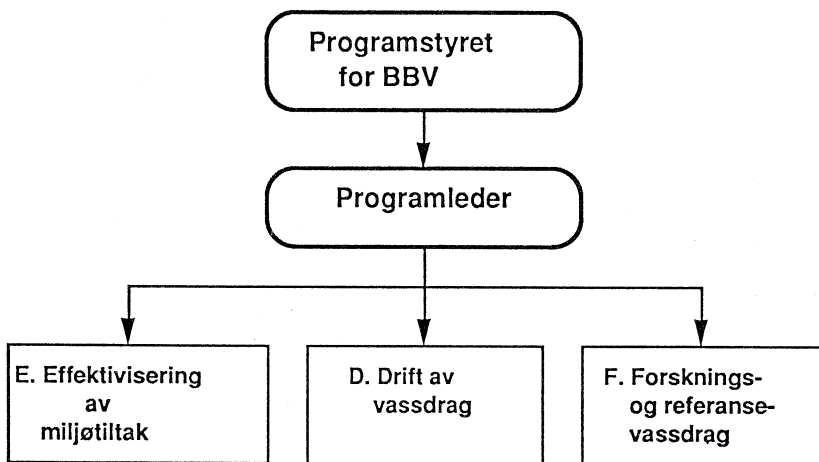 Programstyret
for BBV
Programleder
E. Effektivisering
av
miljøtiltak
D. Drift av
vassdrag
F. Forsknings-
og referanse-
vassdrag